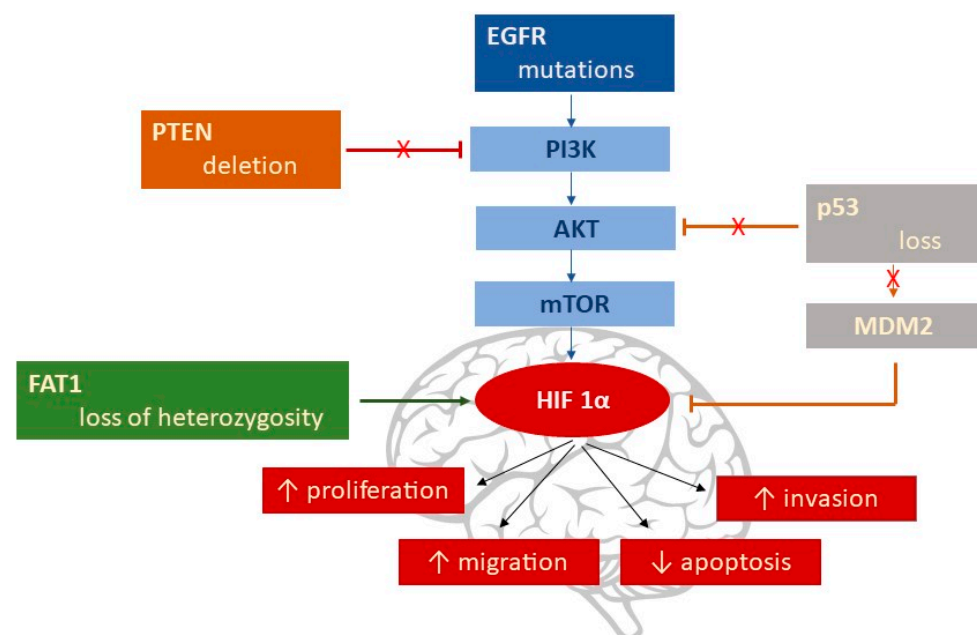 EGFR
mutations
PTEN
deletion
PI3K
p53
loss
AKT
mTOR
MDM2
FAT1
loss of heterozygosity
HIF 1α
↑ proliferation
↑ invasion
↑ migration
↓ apoptosis